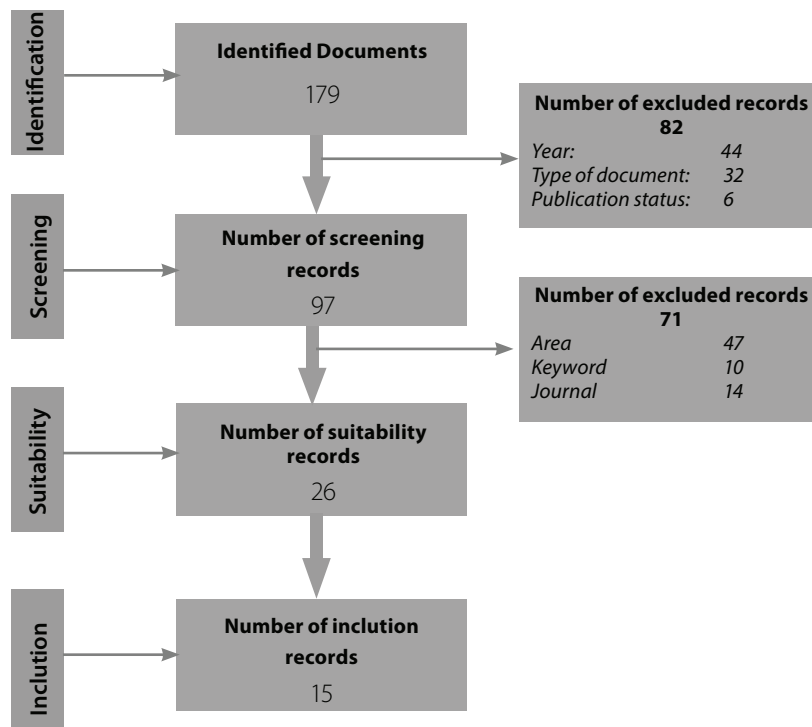 Identification
Identified Documents
179
Number of excluded records
82
Year: 44
Type of document: 32
Publication status: 6
Screening
Number of screening
records
97
Number of excluded records
71
Area 47
Keyword 10
Journal 14
Suitability
Number of suitability
records
26
Inclution
Number of inclution
records
15